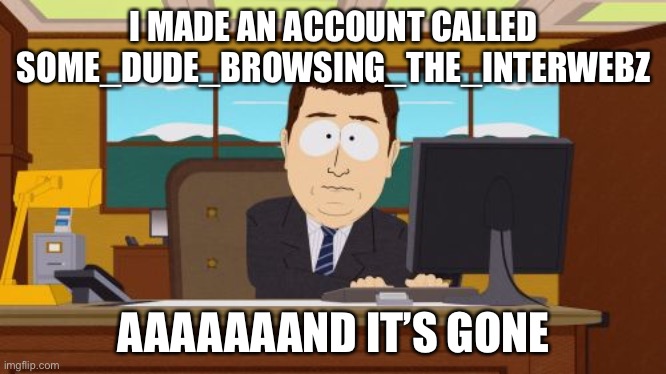 I MADE AN ACCOUNT CALLED
SOME_DUDE_BROWSING_THE_INTERWEBZ
AAAAAAAND IT’S GONE
imgflip.com